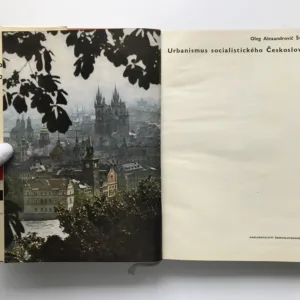 Oleg Alexandrovič Š
Urbanismus socialistického Českoslov